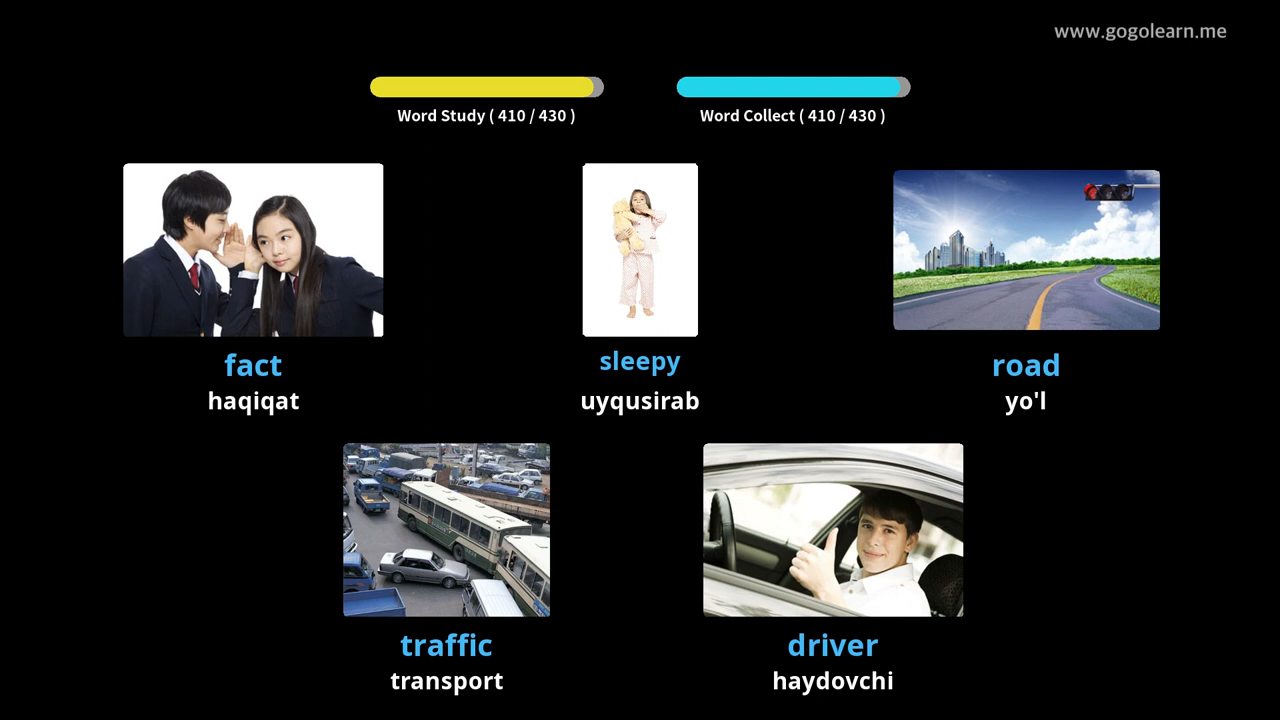 www.gogolearn.me
Word Study ( 410 / 430 )
Word Collect ( 410 / 430 )
fact
haqiqat
sleepy
uyqusirab
road
yo'l
traffic
transport
driver
haydovchi